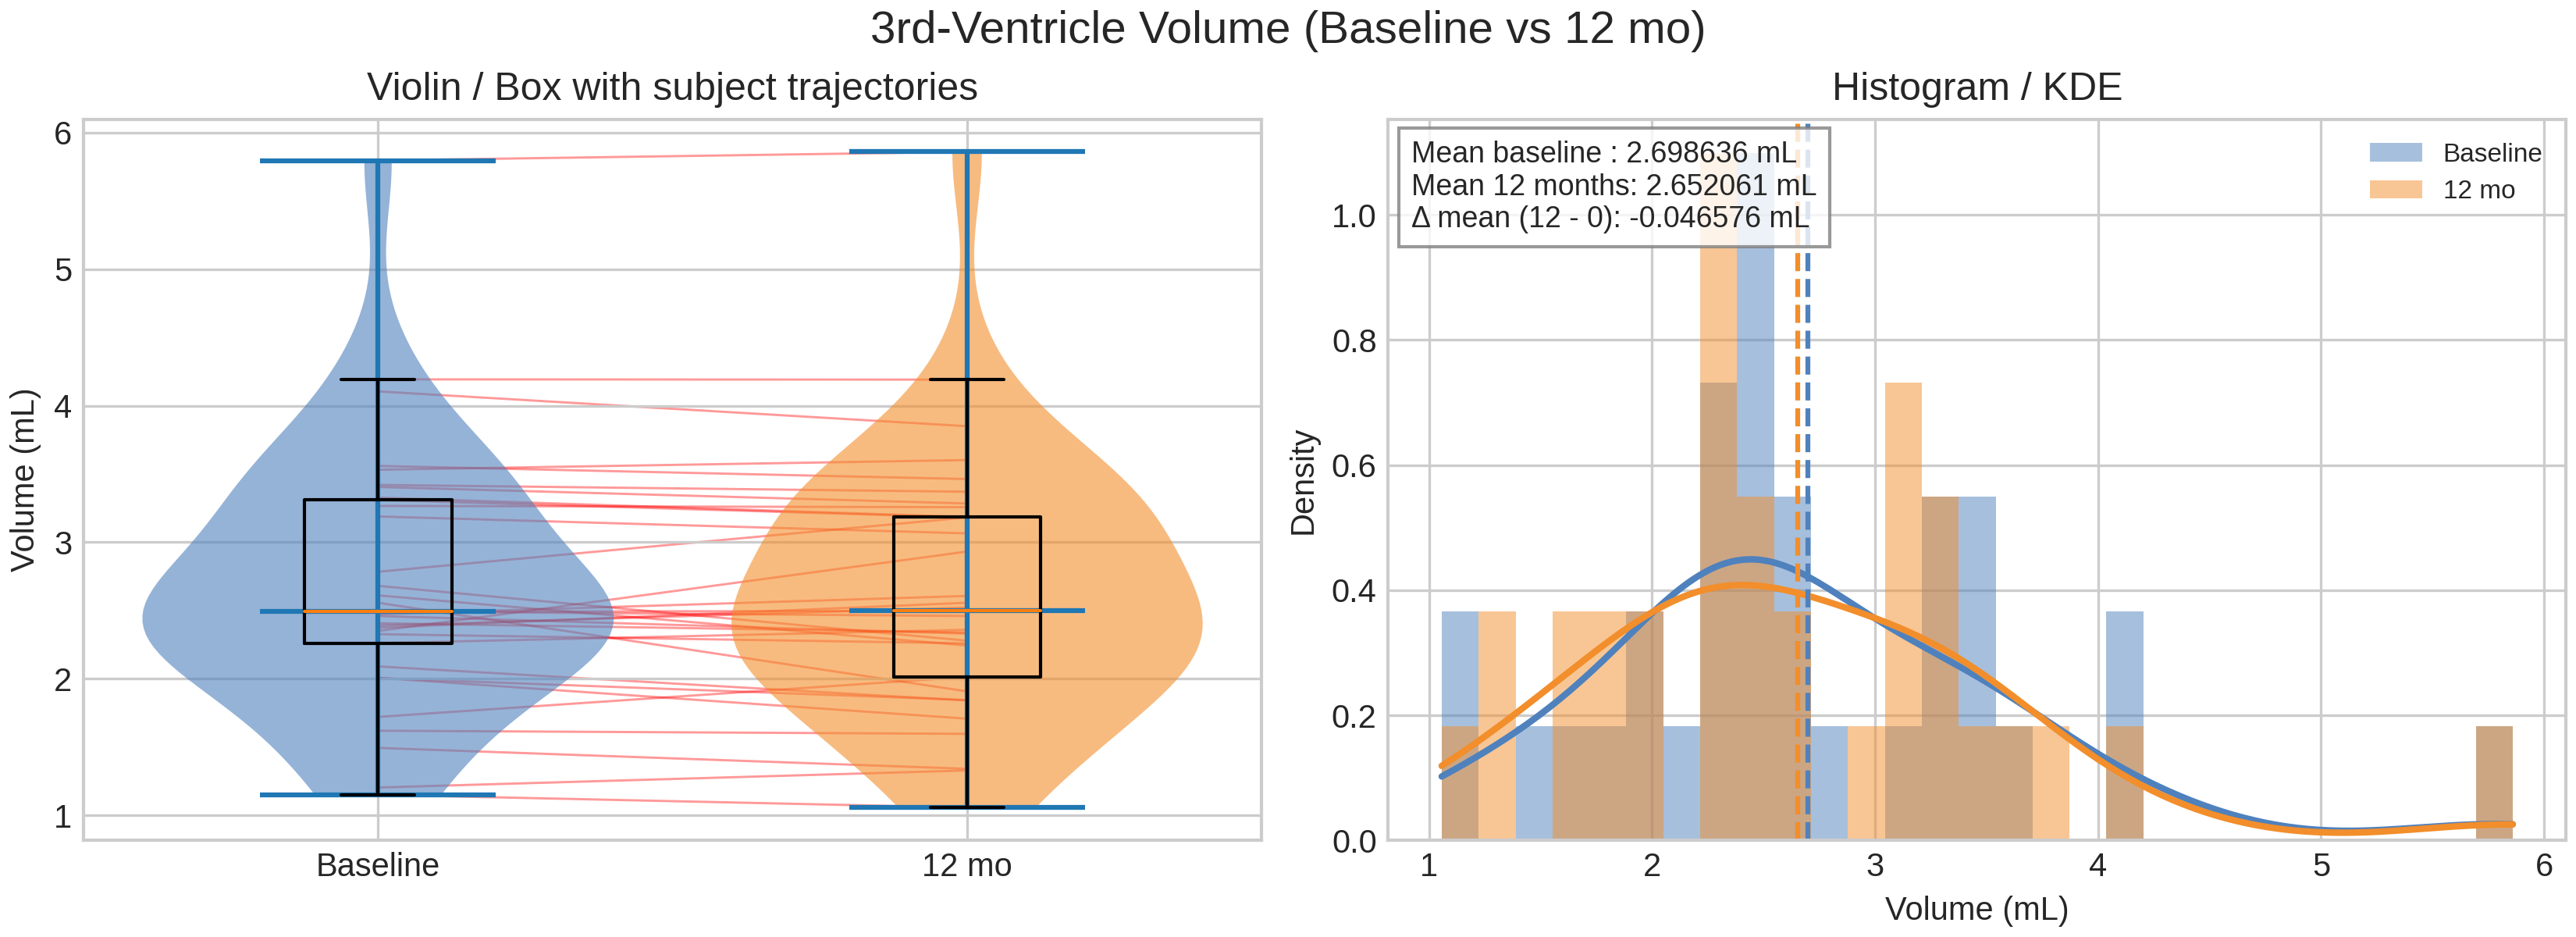 3rd-Ventricle Volume (Baseline vs 12 mo)
Violin / Box with subject trajectories
Volume (mL)
6
5
4
3
2
1
Baseline
12 mo
Histogram / KDE
Mean baseline : 2.698636 mL
Mean 12 months: 2.652061 mL
Δ mean (12 - 0): -0.046576 mL
Baseline
12 mo
Density
1.0
0.8
0.6
0.4
0.2
0.0
1
2
3
4
5
6
Volume (mL)